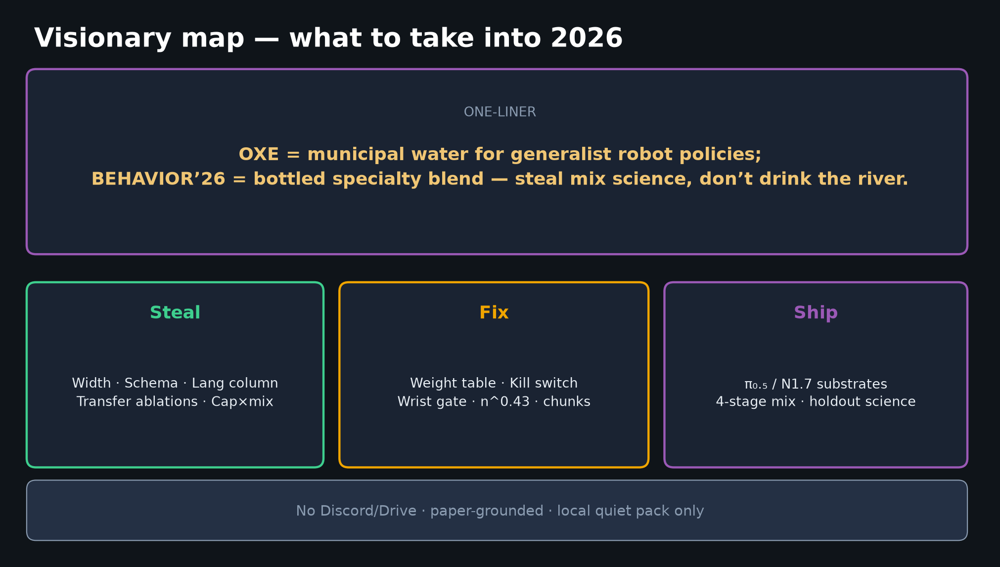 Visionary map — what to take into 2026
ONE-LINER
OXE = municipal water for generalist robot policies;
BEHAVIOR’26 = bottled specialty blend — steal mix science, don’t drink the river.
Steal
Width · Schema · Lang column
Transfer ablations · Cap×mix
Fix
Weight table · Kill switch
Wrist gate · n^0.43 · chunks
Ship
π₀.₅ / N1.7 substrates
4-stage mix · holdout science
No Discord/Drive · paper-grounded · local quiet pack only